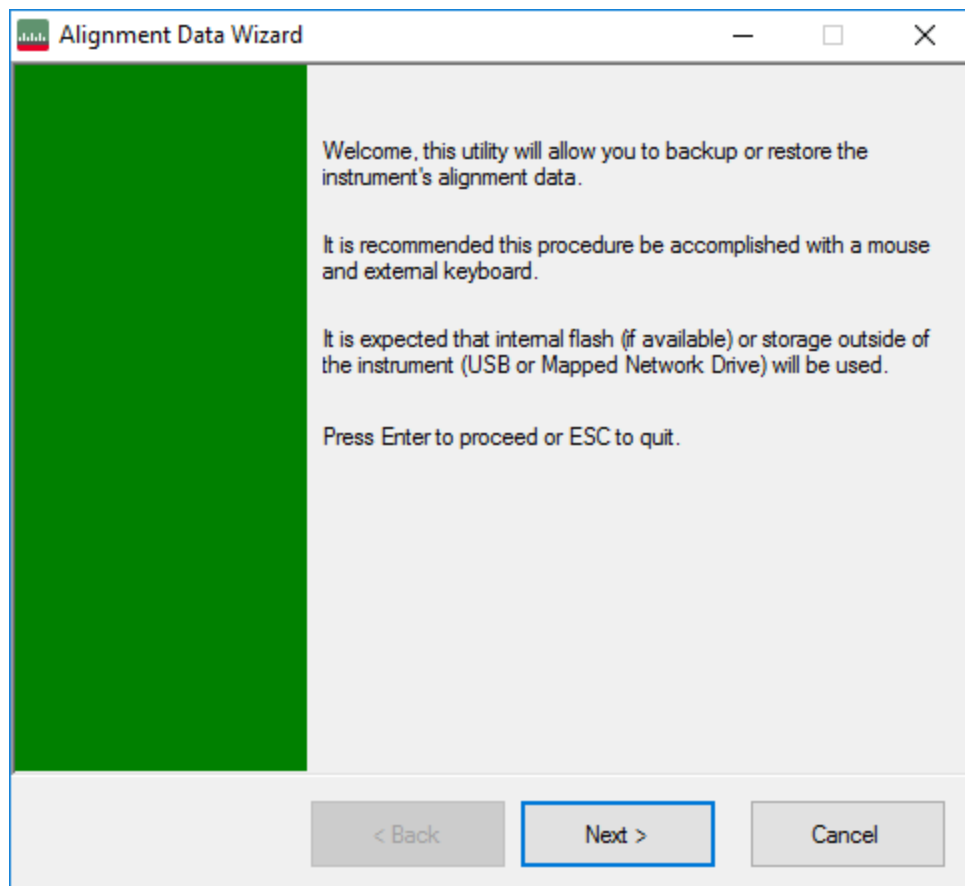 Alignment Data Wizard
Welcome, this utility will allow you to backup or restore the
instrument's alignment data.
It is recommended this procedure be accomplished with a mouse
and external keyboard.
It is expected that internal flash (if available) or storage outside of
the instrument (USB or Mapped Network Drive) will be used.
Press Enter to proceed or ESC to quit.
< Back
Next >
Cancel